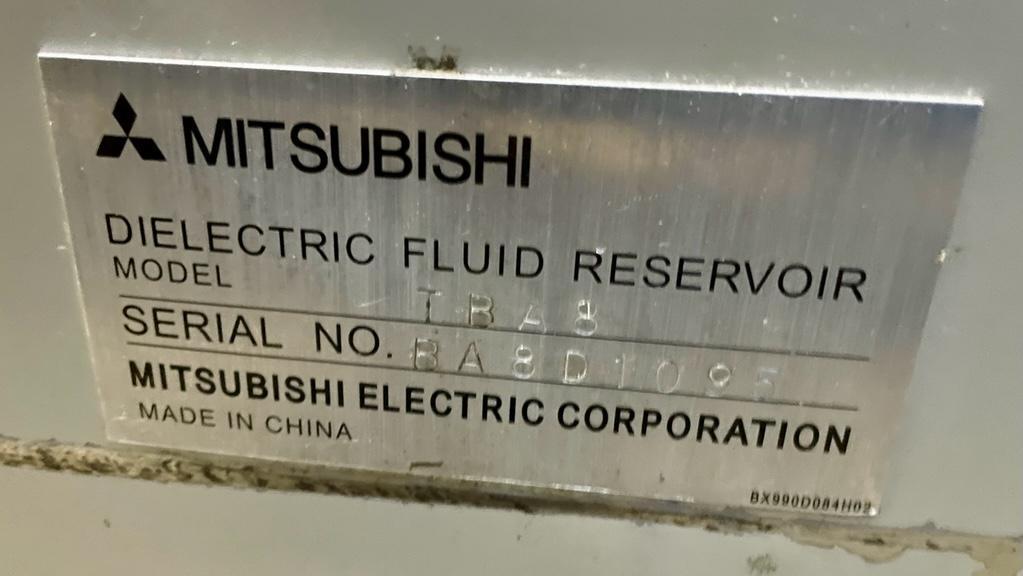 MITSUBISHI
DIELECTRIC FLUID RESERVOIR
MODEL TBA8
SERIAL NO. BA8D1095
MITSUBISHI ELECTRIC CORPORATION
MADE IN CHINA
BX990D084H02